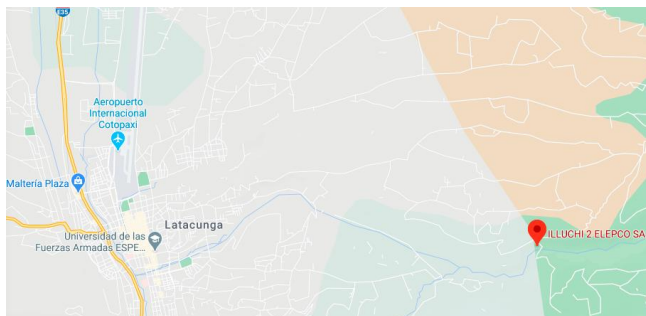 E35
Aeropuerto
Internacional
Cotopaxi
Maltería Plaza
Latacunga
Universidad de las
Fuerzas Armadas ESPE...
ILLUCHI 2 ELEPCO SA